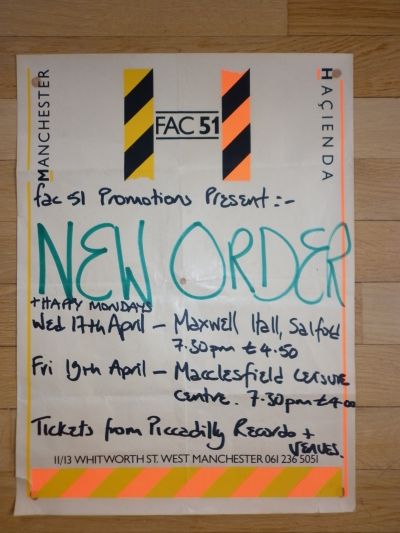 MANCHESTER
HAÇIENDA
FAC 51
fac 51 Promotions Present:-
NEW ORDER
+ HAPPY MONDAYS
Wed 17th April - Maxwell Hall, Salford
7.30pm £4.50
Fri 19th April - Macclesfield Leisure
Centre. 7.30pm £4.00
Tickets from Piccadilly Records +
VENUES.
11/13 WHITWORTH ST. WEST MANCHESTER 061 236 5051